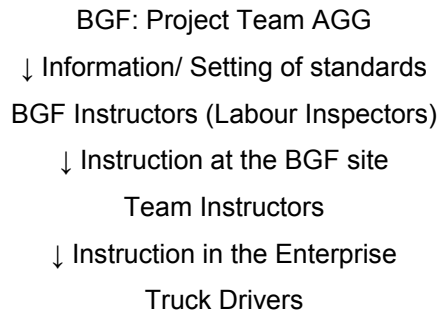 BGF: Project Team AGG
↓ Information/ Setting of standards
BGF Instructors (Labour Inspectors)
↓ Instruction at the BGF site
Team Instructors
↓ Instruction in the Enterprise
Truck Drivers